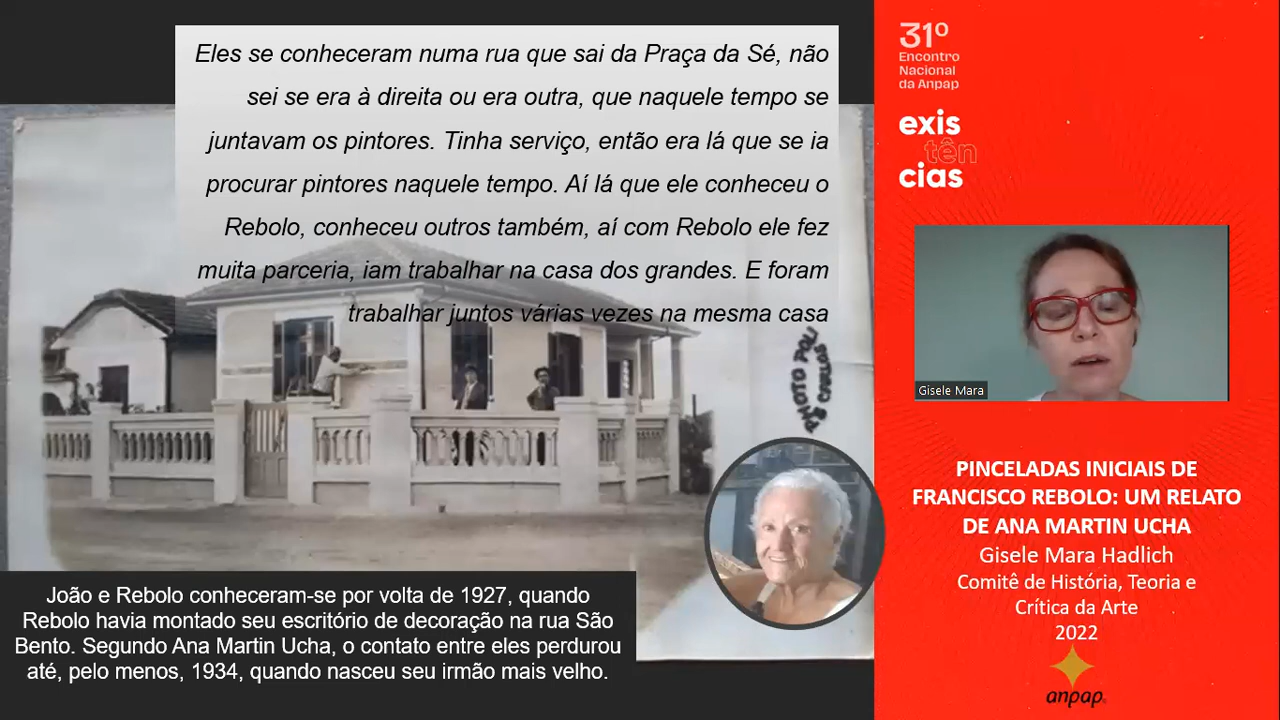 Eles se conheceram numa rua que sai da Praça da Sé, não
sei se era à direita ou era outra, que naquele tempo se
juntavam os pintores. Tinha serviço, então era lá que se ia
procurar pintores naquele tempo. Aí lá que ele conheceu o
Rebolo, conheceu outros também, aí com Rebolo ele fez
muita parceria, iam trabalhar na casa dos grandes. E foram
trabalhar juntos várias vezes na mesma casa
PHOTO POLI
CARLOS
João e Rebolo conheceram-se por volta de 1927, quando
Rebolo havia montado seu escritório de decoração na rua São
Bento. Segundo Ana Martin Ucha, o contato entre eles perdurou
até, pelo menos, 1934, quando nasceu seu irmão mais velho.
31º
Encontro
Nacional
da Anpap
exis
tên
cias
Gisele Mara
PINCELADAS INICIAIS DE
FRANCISCO REBOLO: UM RELATO
DE ANA MARTIN UCHA
Gisele Mara Hadlich
Comitê de História, Teoria e
Crítica da Arte
2022
anpap